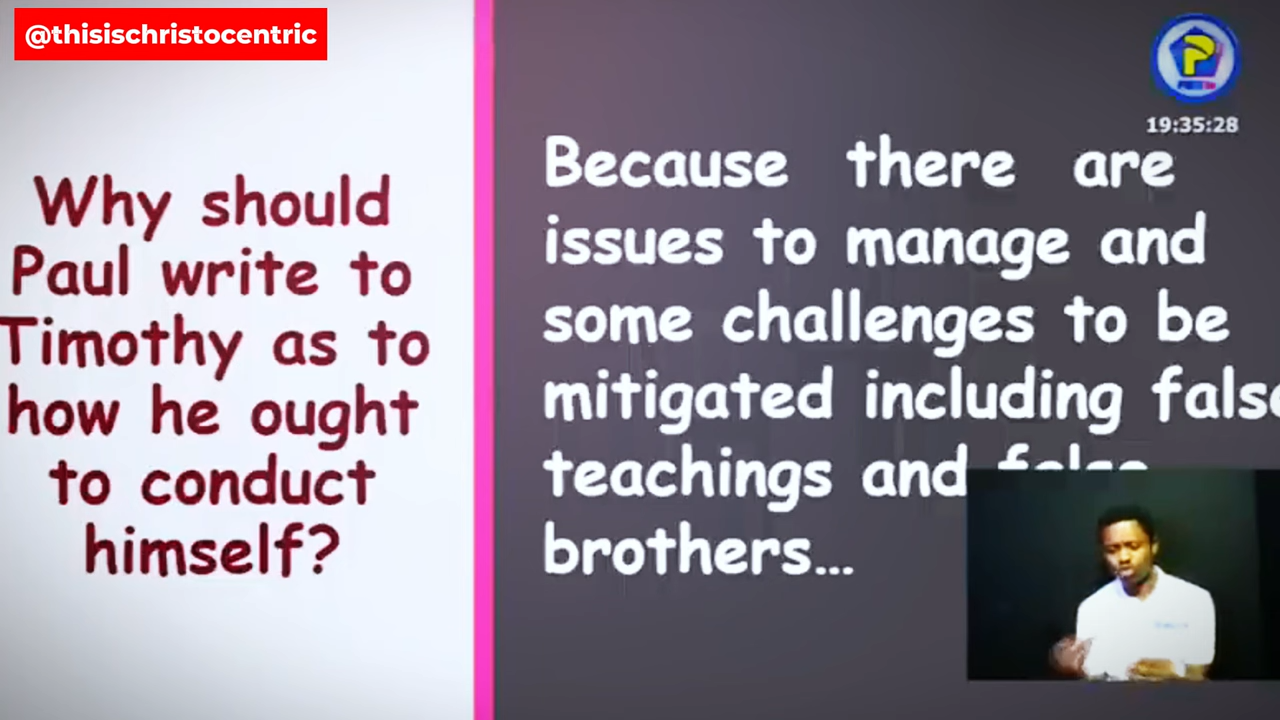 @thisischristocentric
19:35:28
Why should
Paul write to
Timothy as to
how he ought
to conduct
himself?
Because there are
issues to manage and
some challenges to be
mitigated including
teachings and
brothers...